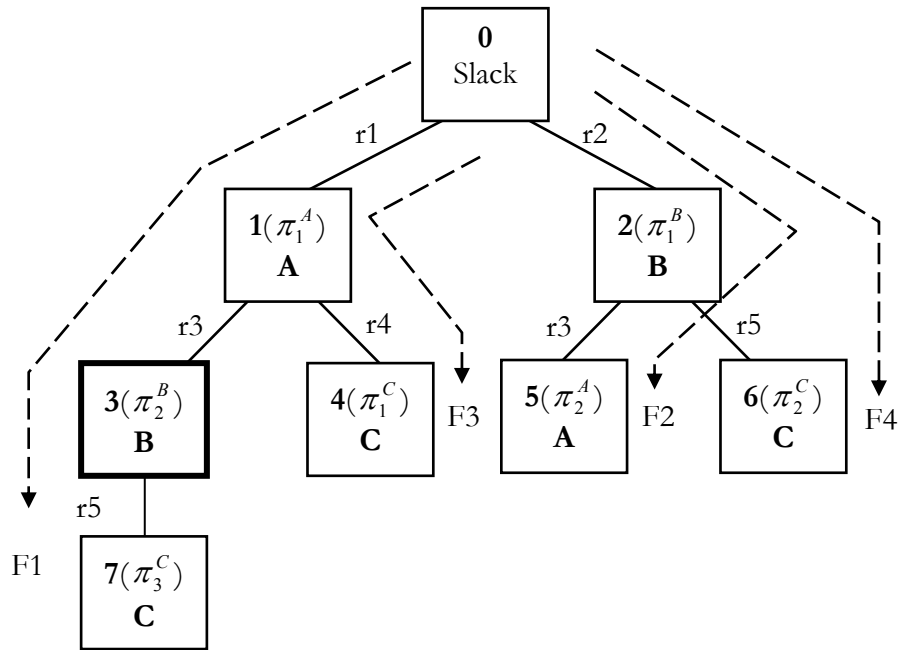 0
Slack
r1
r2
1(π₁ᴬ)
A
2(π₁ᴮ)
B
r3
r4
r3
r5
3(π₂ᴮ)
B
4(π₁ᶜ)
C
F3
5(π₂ᴬ)
A
F2
6(π₂ᶜ)
C
F4
r5
F1
7(π₃ᶜ)
C